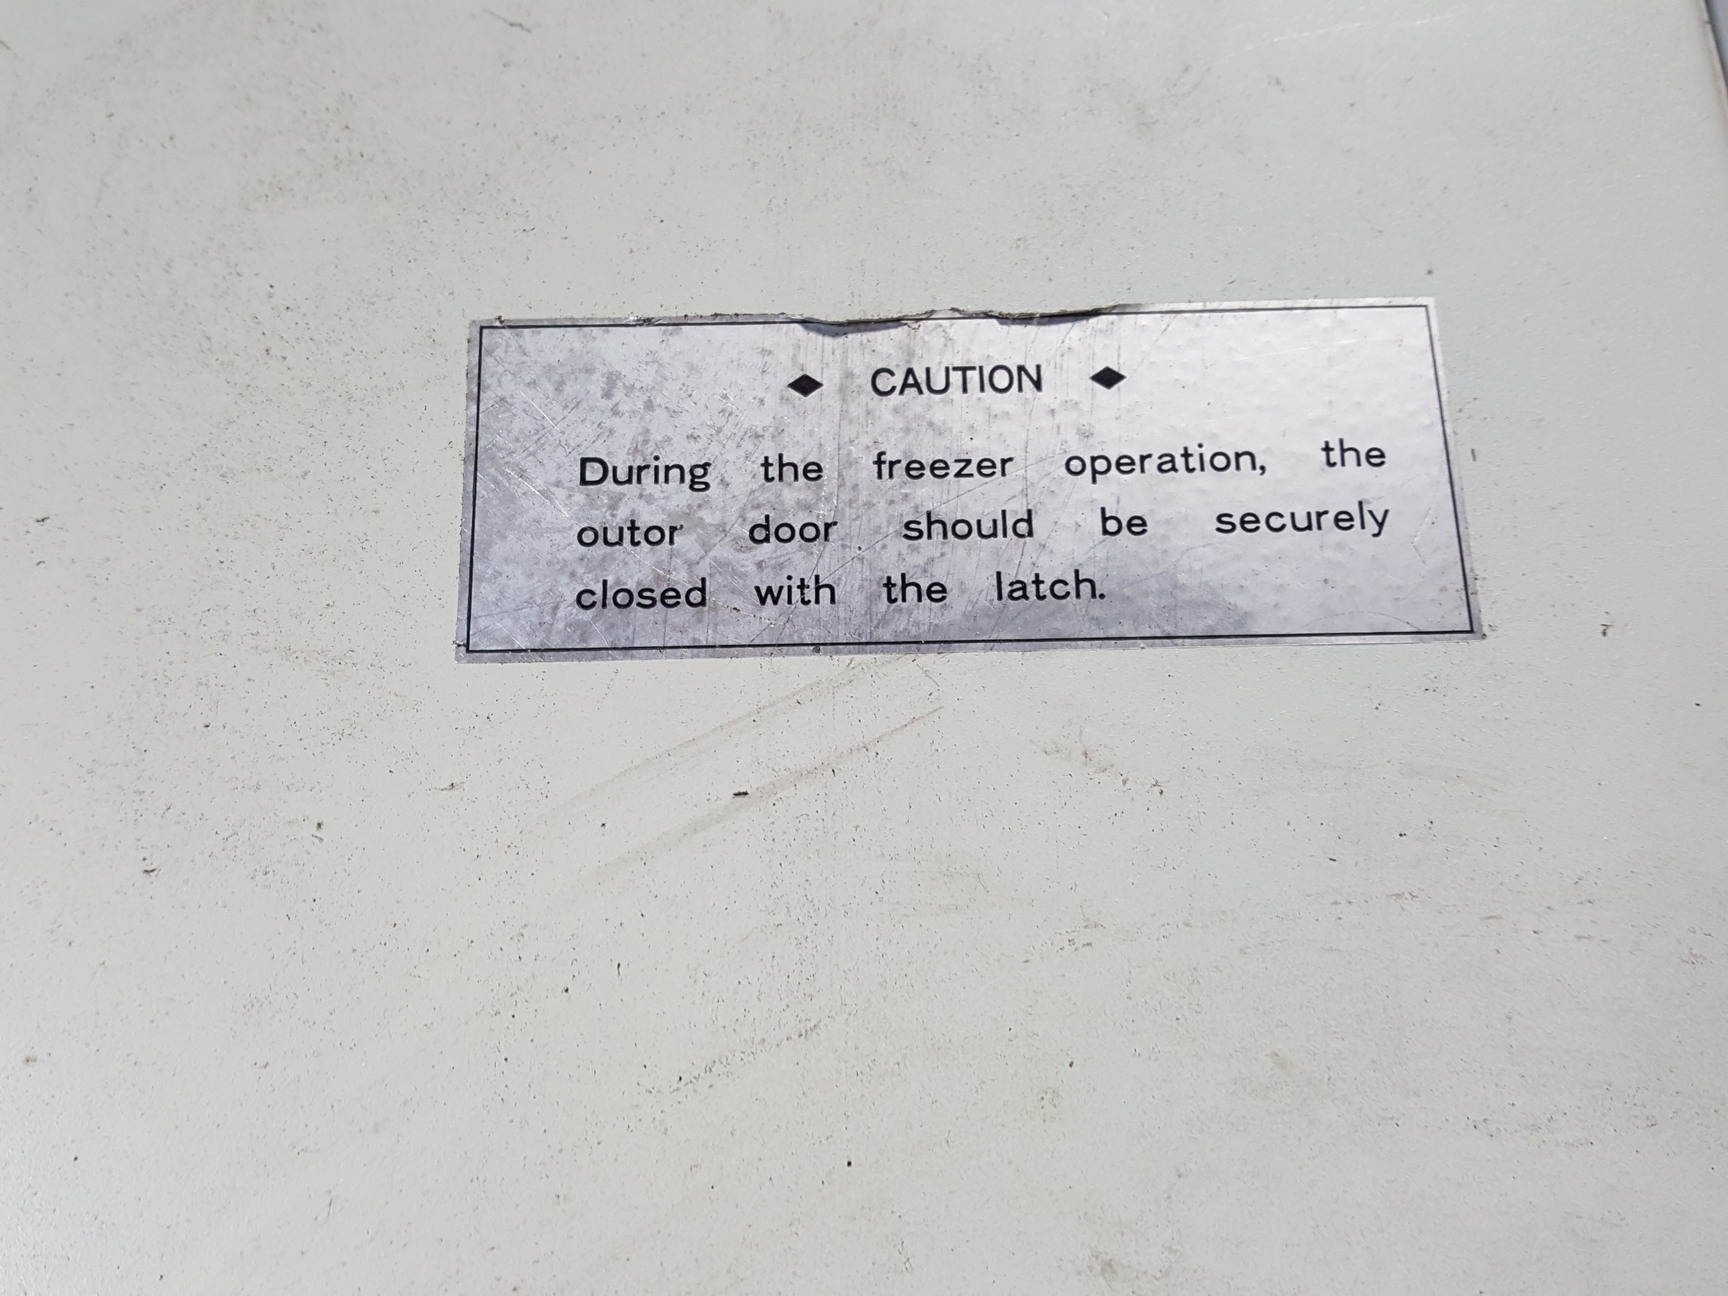 ◆ CAUTION ◆
During the freezer operation, the
outor door should be securely
closed with the latch.